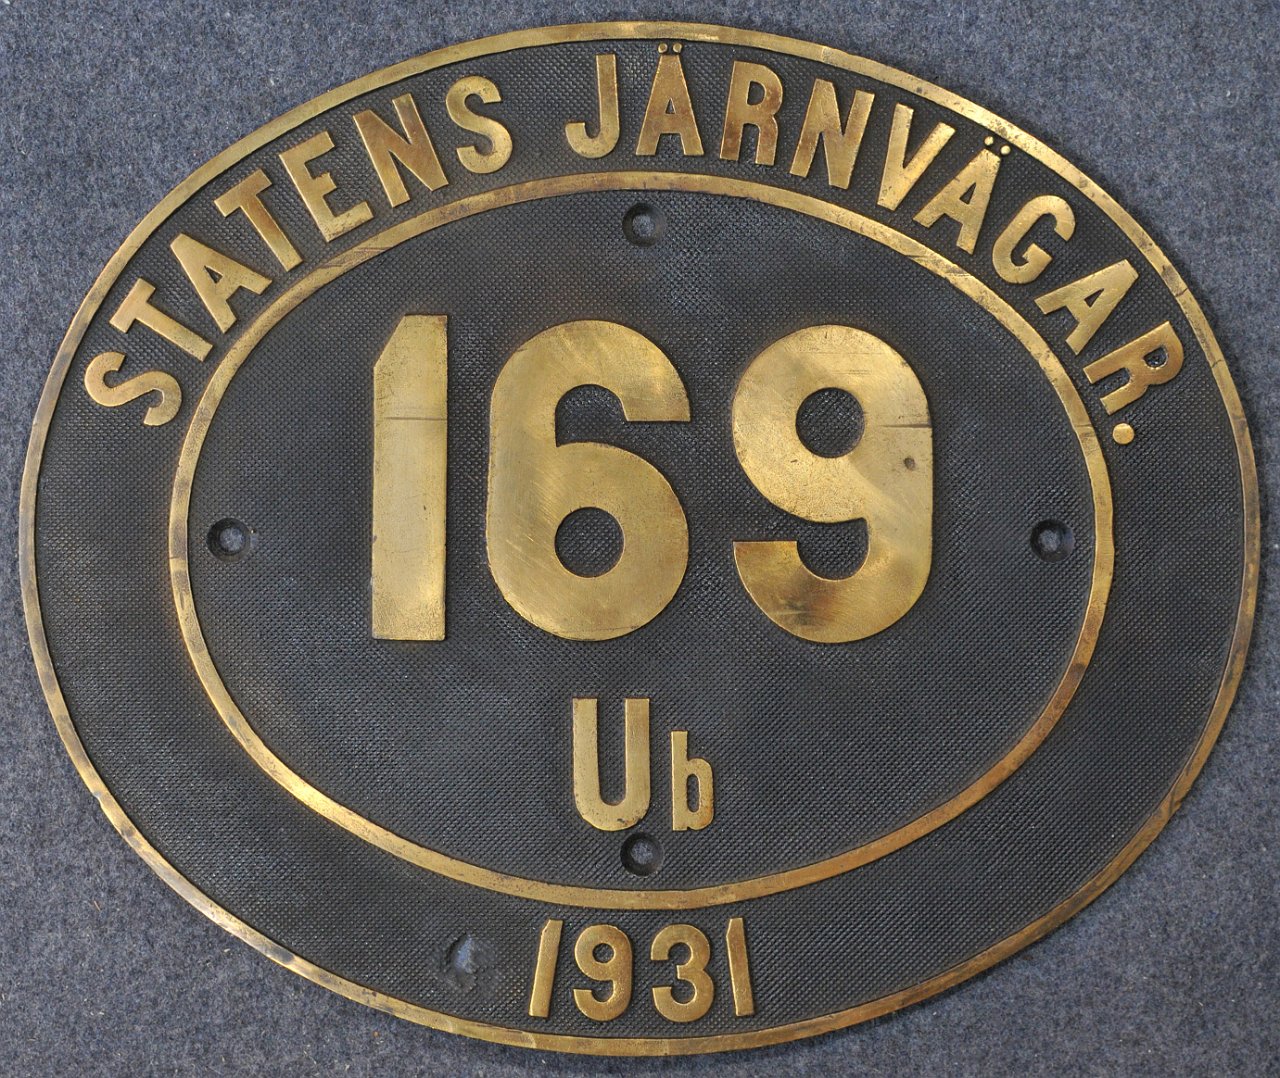 STATENS JÄRNVÄGAR.
169
Ub
1931